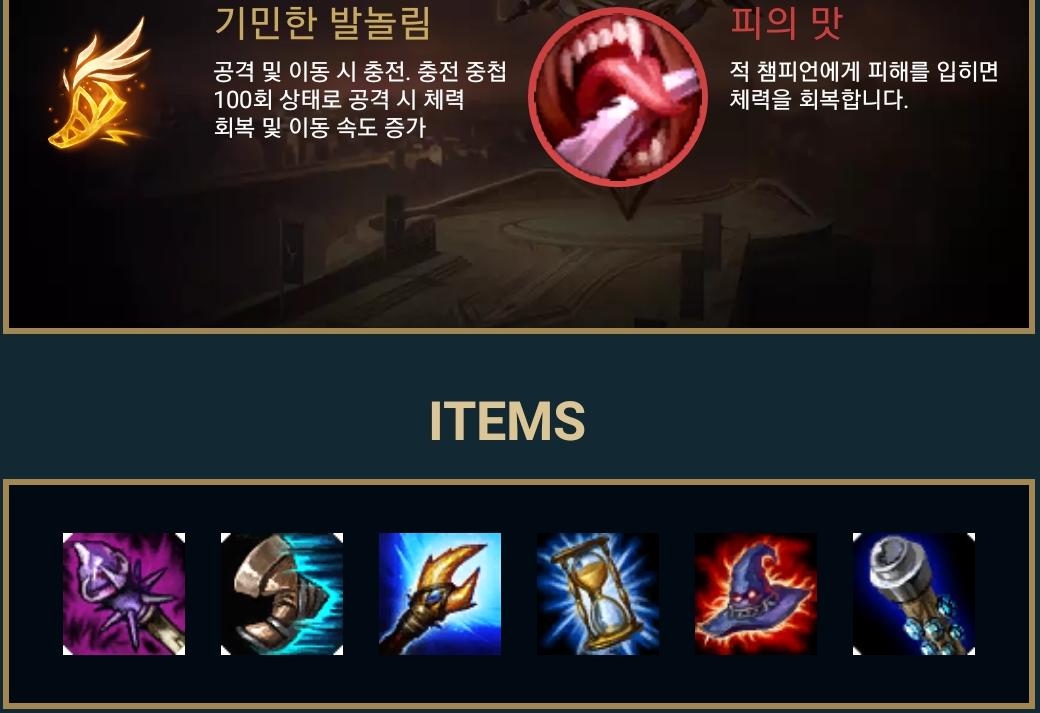 기민한 발놀림
공격 및 이동 시 충전. 충전 중첩
100회 상태로 공격 시 체력
회복 및 이동 속도 증가
피의 맛
적 챔피언에게 피해를 입히면
체력을 회복합니다.
ITEMS